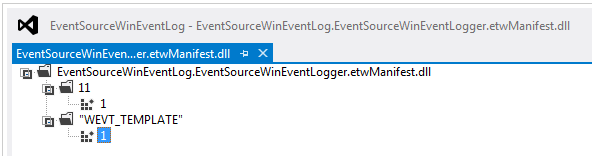 EventSourceWinEventLog - EventSourceWinEventLog.EventSourceWinEventLogger.etwManifest.dll
EventSourceWinEven...er.etwManifest.dll
EventSourceWinEventLog.EventSourceWinEventLogger.etwManifest.dll
11
1
"WEVT_TEMPLATE"
1